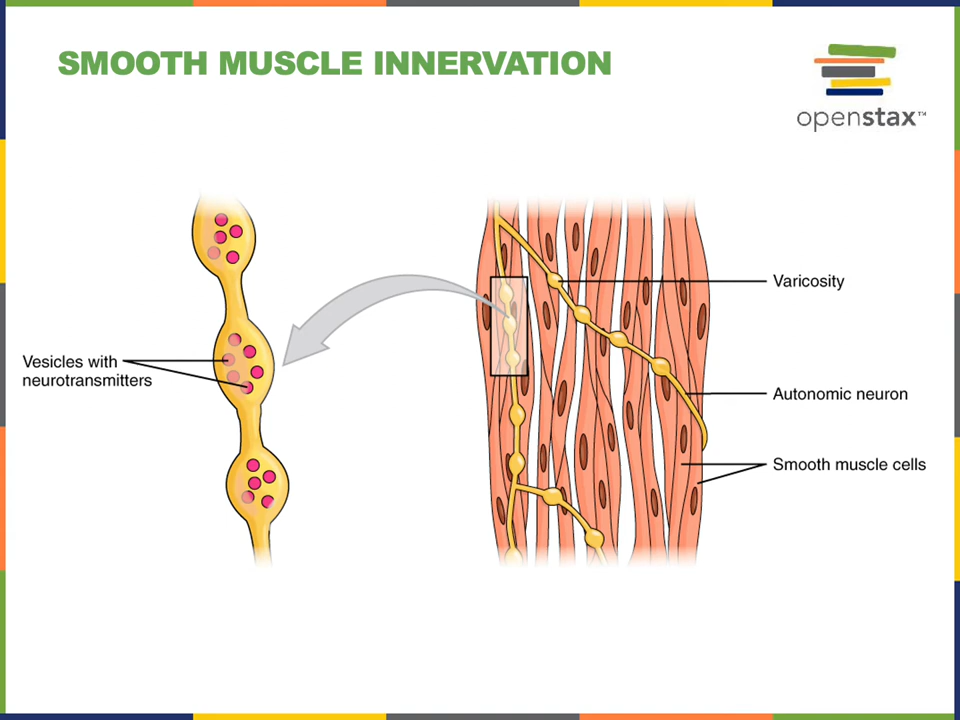 SMOOTH MUSCLE INNERVATION
openstax™
Varicosity
Vesicles with
neurotransmitters
Autonomic neuron
Smooth muscle cells